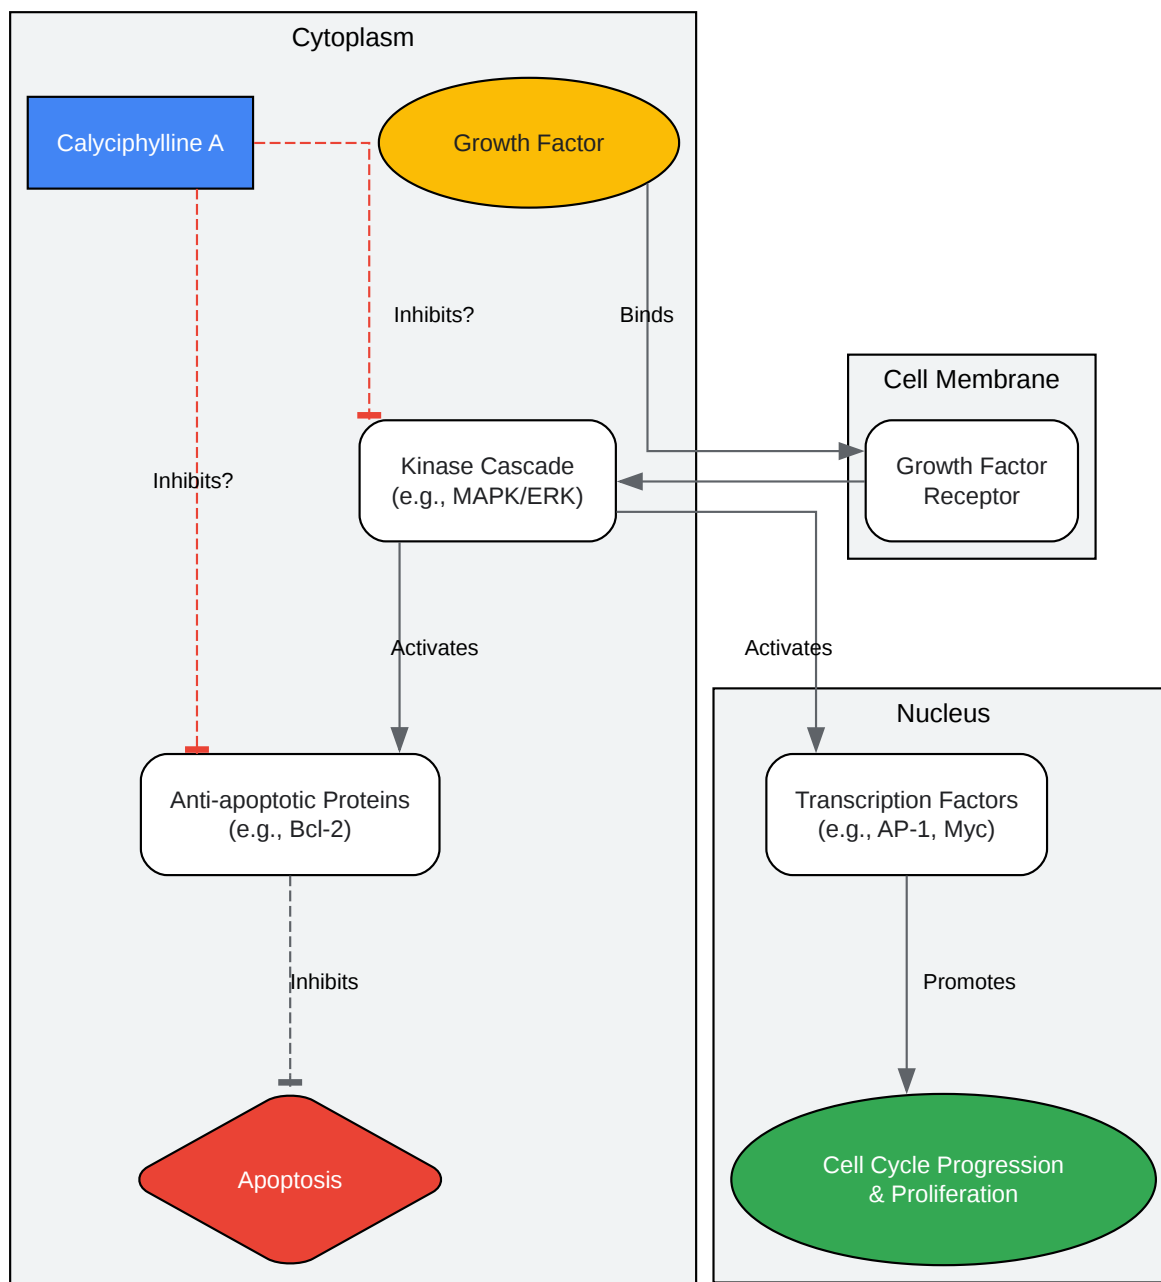 Cytoplasm
Calyciphylline A
Growth Factor
Inhibits?
Binds
Cell Membrane
Kinase Cascade
(e.g., MAPK/ERK)
Growth Factor
Receptor
Inhibits?
Activates
Activates
Nucleus
Anti-apoptotic Proteins
(e.g., Bcl-2)
Transcription Factors
(e.g., AP-1, Myc)
Inhibits
Promotes
Apoptosis
Cell Cycle Progression
& Proliferation